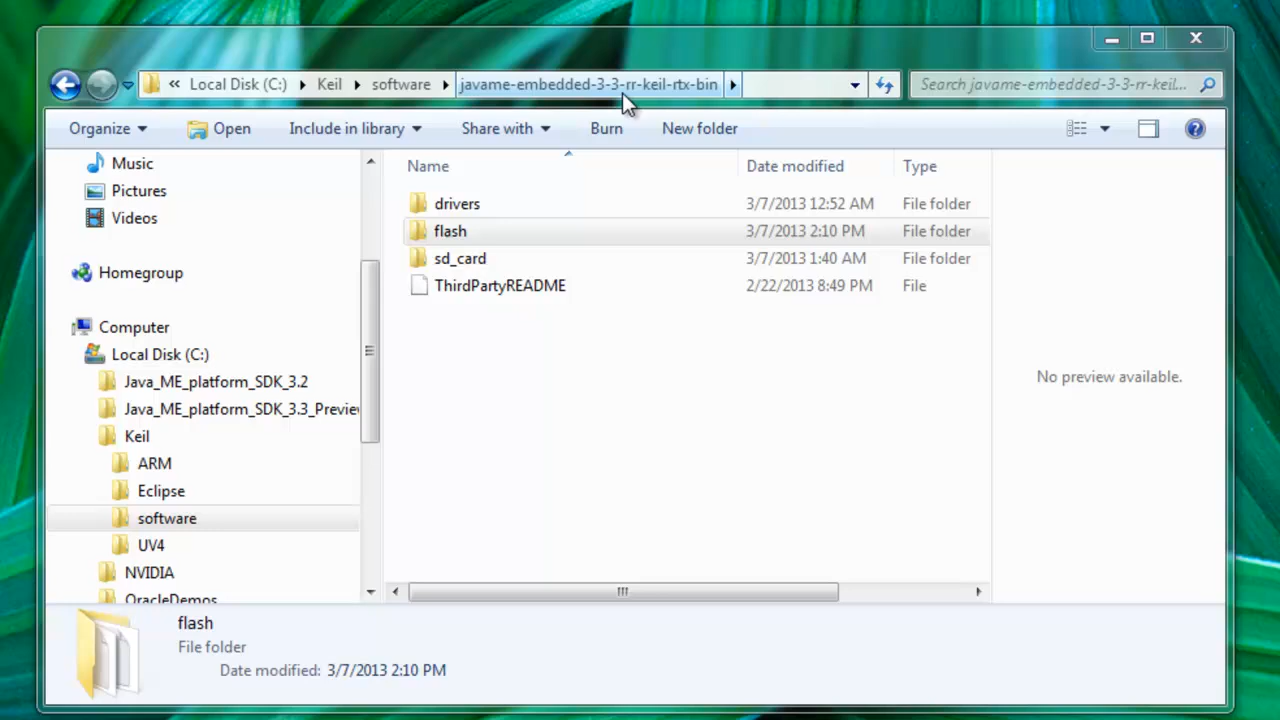 « Local Disk (C:) Keil software javame-embedded-3-3-rr-keil-rtx-bin Search javame-embedded-3-3-rr-keil...
Organize Open Include in library Share with Burn New folder
Music
Pictures
Videos
Homegroup
Computer
Local Disk (C:)
Java_ME_platform_SDK_3.2
Java_ME_platform_SDK_3.3_Previe
Keil
ARM
Eclipse
software
UV4
NVIDIA
OracleDemos
Name Date modified Type
drivers 3/7/2013 12:52 AM File folder
flash 3/7/2013 2:10 PM File folder
sd_card 3/7/2013 1:40 AM File folder
ThirdPartyREADME 2/22/2013 8:49 PM File
No preview available.
flash
File folder
Date modified: 3/7/2013 2:10 PM